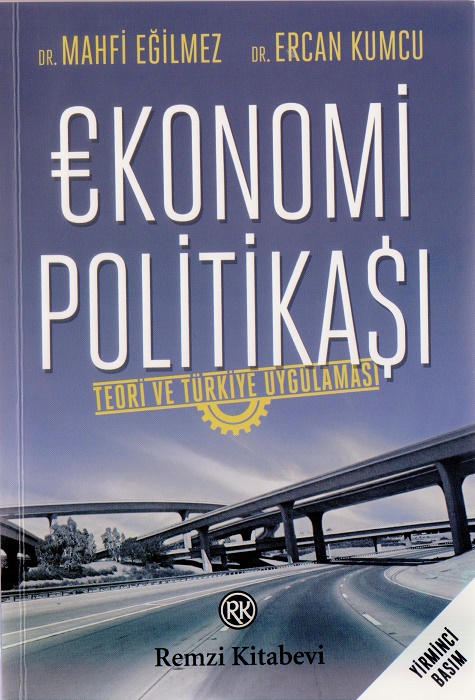 DR. MAHFİ EĞİLMEZ DR. ERCAN KUMCU
€KONOMİ
POLİTİKA$I
TEORİ VE TÜRKİYE UYGULAMASI
RK
Remzi Kitabevi
YİRMİNCİ
BASIM